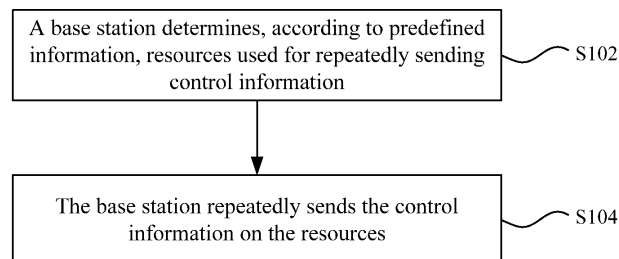 A base station determines, according to predefined
information, resources used for repeatedly sending
control information
S102
The base station repeatedly sends the control
information on the resources
S104